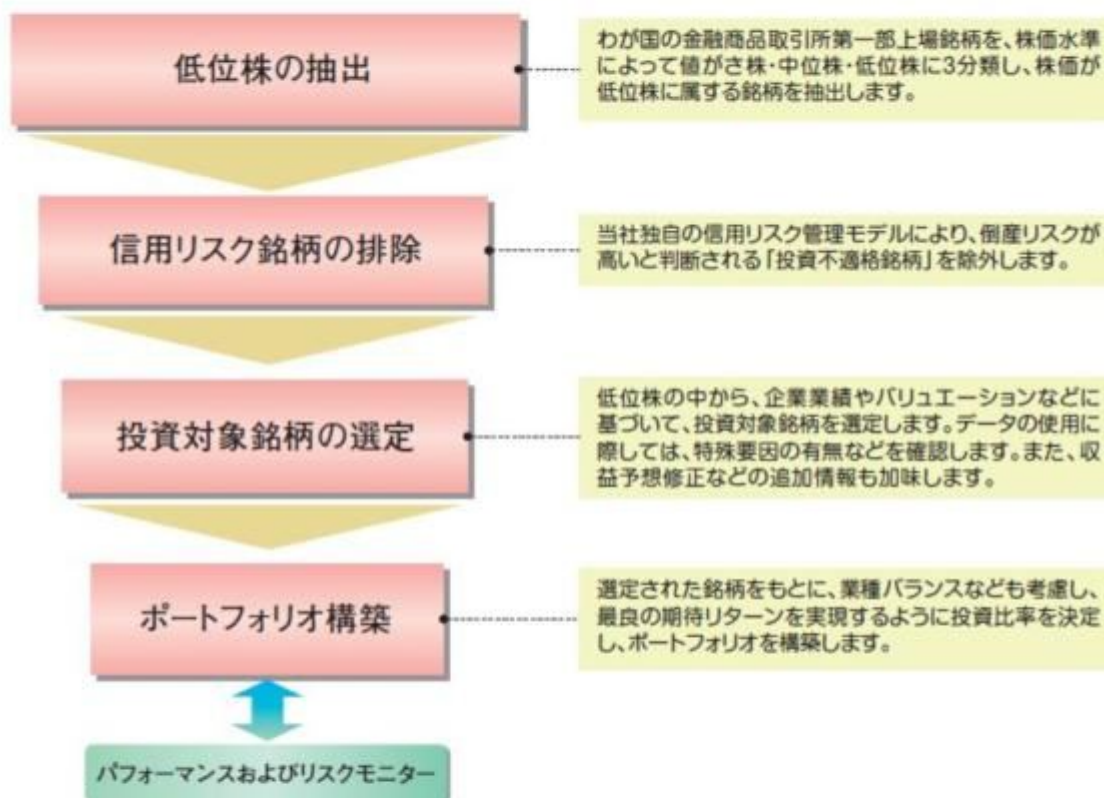 低位株の抽出
わが国の金融商品取引所第一部上場銘柄を、株価水準
によって値がさ株・中位株・低位株に3分類し、株価が
低位株に属する銘柄を抽出します。
信用リスク銘柄の排除
当社独自の信用リスク管理モデルにより、倒産リスクが
高いと判断される「投資不適格銘柄」を除外します。
投資対象銘柄の選定
低位株の中から、企業業績やバリュエーションなどに
基づいて、投資対象銘柄を選定します。データの使用に
際しては、特殊要因の有無などを確認します。また、収
益予想修正などの追加情報も加味します。
ポートフォリオ構築
選定された銘柄をもとに、業種バランスなども考慮し、
最良の期待リターンを実現するように投資比率を決定
し、ポートフォリオを構築します。
パフォーマンスおよびリスクモニター